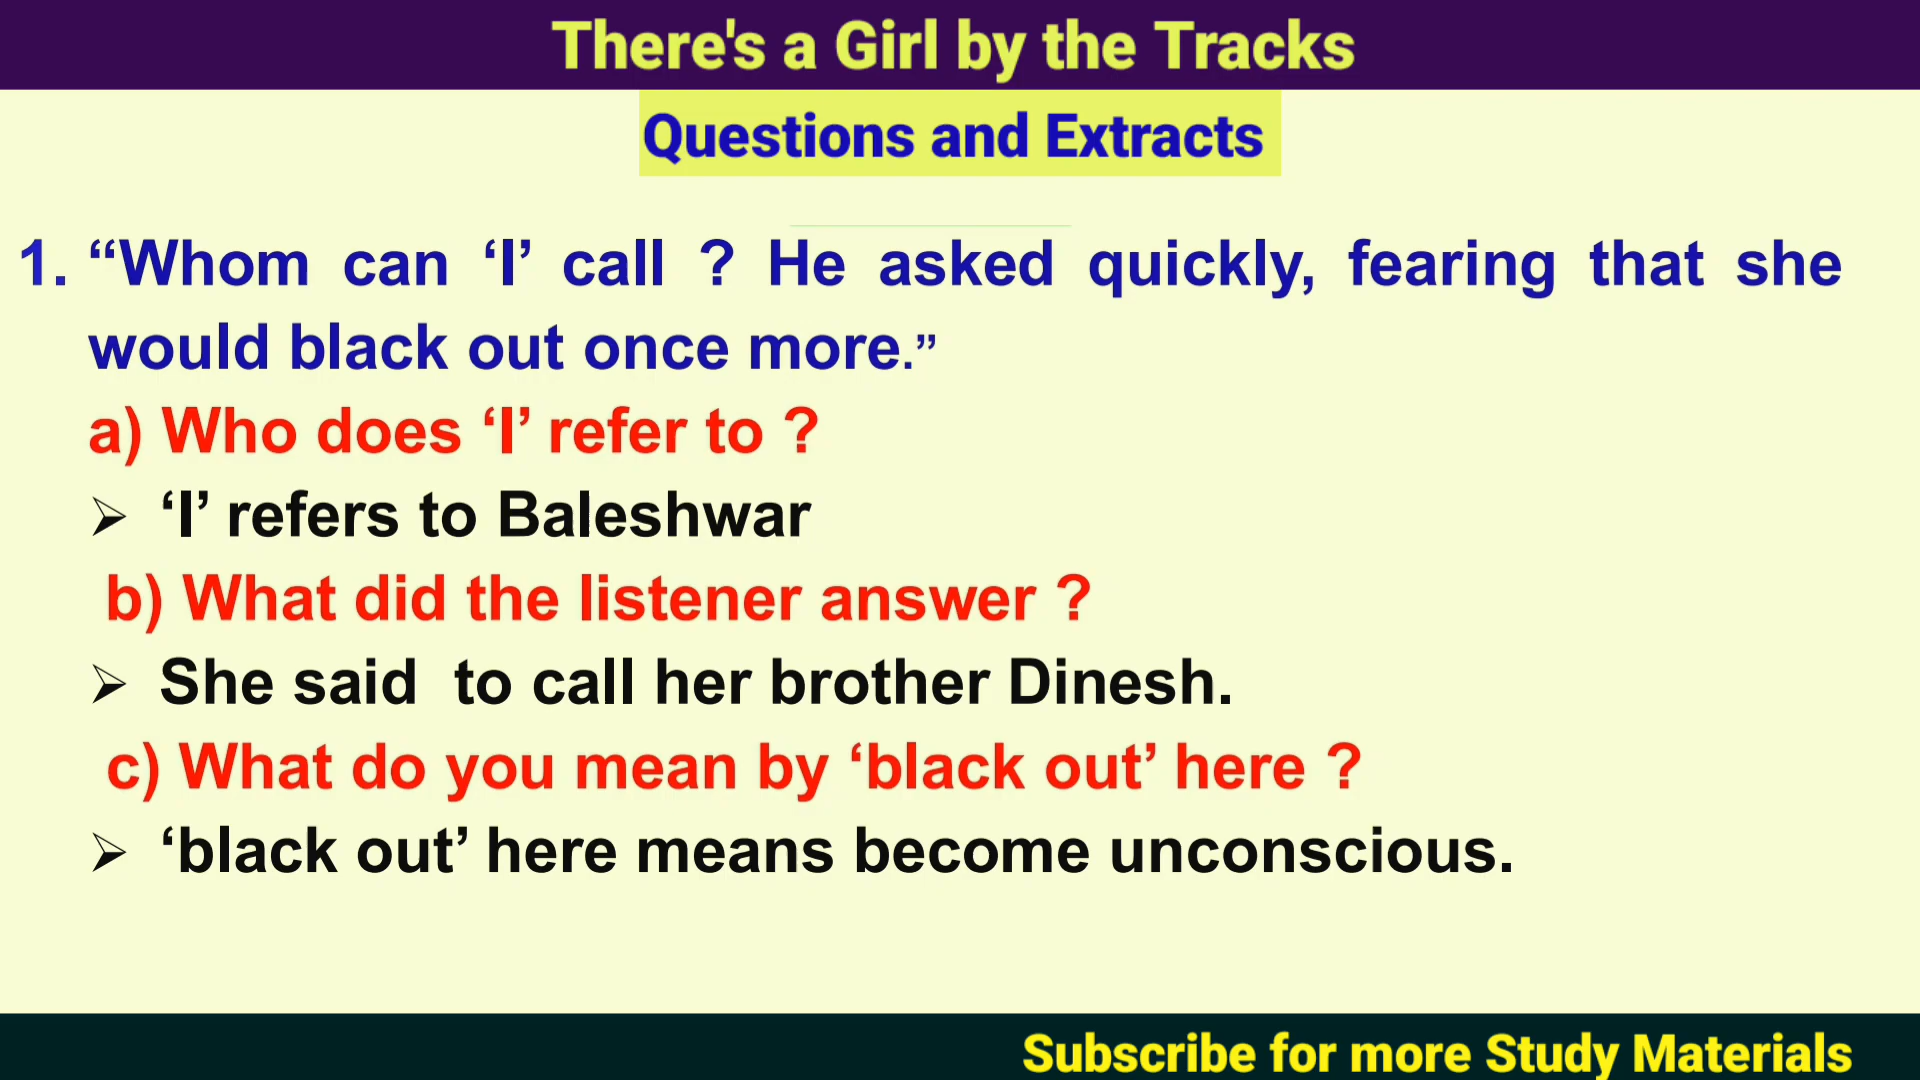 There's a Girl by the Tracks
Questions and Extracts
1. “Whom can ‘I’ call ? He asked quickly, fearing that she
would black out once more.”
a) Who does ‘I’ refer to ?
➢ ‘I’ refers to Baleshwar
b) What did the listener answer ?
➢ She said to call her brother Dinesh.
c) What do you mean by ‘black out’ here ?
➢ ‘black out’ here means become unconscious.
Subscribe for more Study Materials